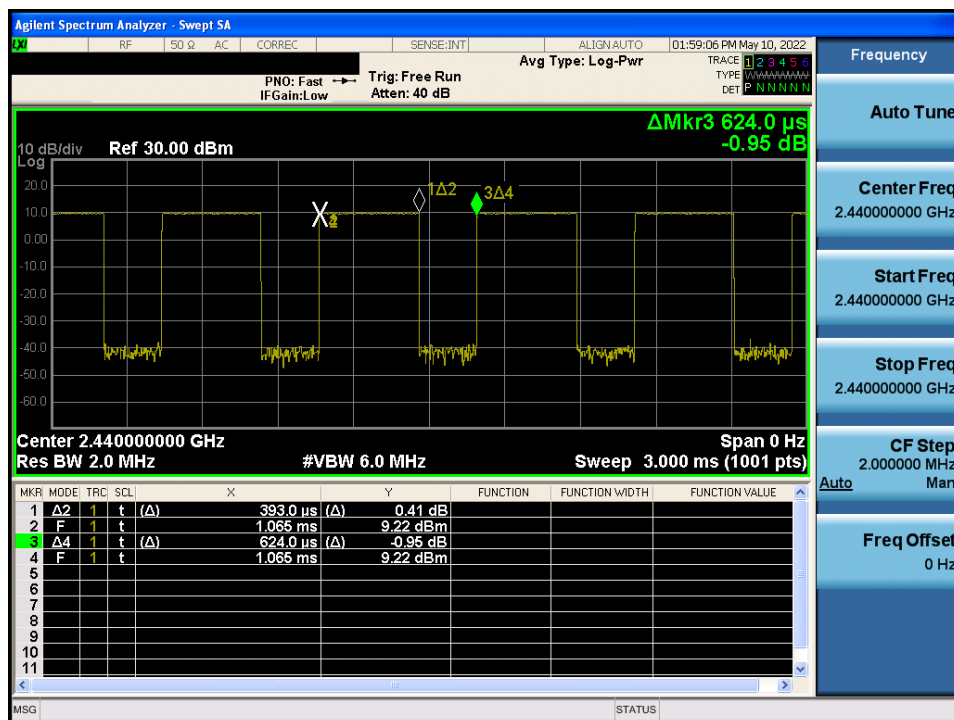 Agilent Spectrum Analyzer - Swept SA
LXI RF 50 Ω AC CORREC SENSE:INT ALIGN AUTO 01:59:06 PM May 10, 2022
Frequency
PNO: Fast
IFGain:Low
Trig: Free Run
Atten: 40 dB
Avg Type: Log-Pwr
TRACE 1 2 3 4 5 6
TYPE
DET P N N N N N
Auto Tune
ΔMkr3 624.0 µs
-0.95 dB
10 dB/div Ref 30.00 dBm
Log
20.0
10.0
0.00
-10.0
-20.0
-30.0
-40.0
-50.0
-60.0
1Δ2
3Δ4
Center 2.440000000 GHz Span 0 Hz
Res BW 2.0 MHz #VBW 6.0 MHz Sweep 3.000 ms (1001 pts)
Center Freq
2.440000000 GHz
Start Freq
2.440000000 GHz
Stop Freq
2.440000000 GHz
CF Step
2.000000 MHz
Auto Man
Freq Offset
0 Hz
MKR MODE TRC SCL X Y FUNCTION FUNCTION WIDTH FUNCTION VALUE
1 Δ2 1 t (Δ) 393.0 µs (Δ) 0.41 dB
2 F 1 t 1.065 ms 9.22 dBm
3 Δ4 1 t (Δ) 624.0 µs (Δ) -0.95 dB
4 F 1 t 1.065 ms 9.22 dBm
5
6
7
8
9
10
11
MSG STATUS